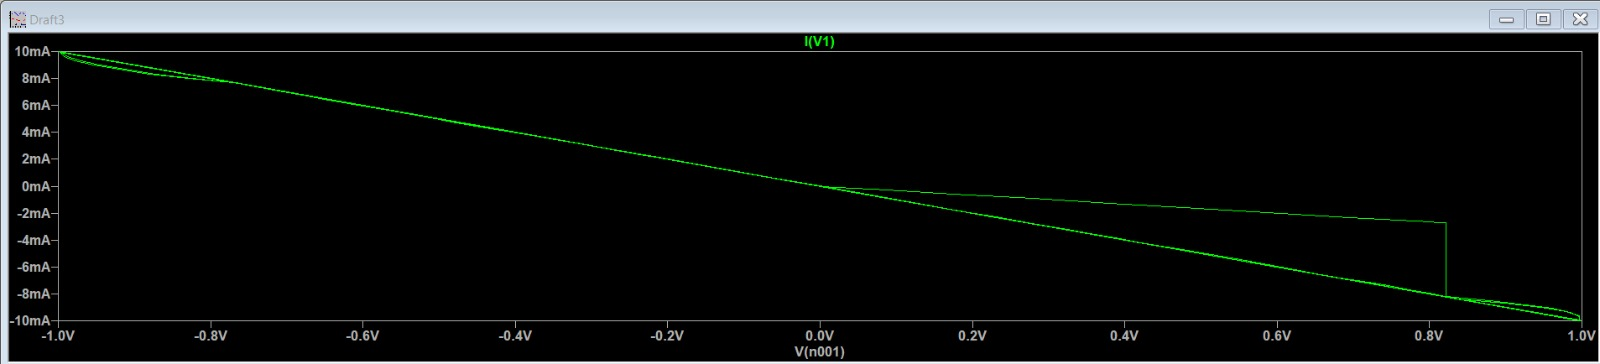 Draft3
I(V1)
10mA
8mA
6mA
4mA
2mA
0mA
-2mA
-4mA
-6mA
-8mA
-10mA
-1.0V -0.8V -0.6V -0.4V -0.2V 0.0V 0.2V 0.4V 0.6V 0.8V 1.0V
V(n001)